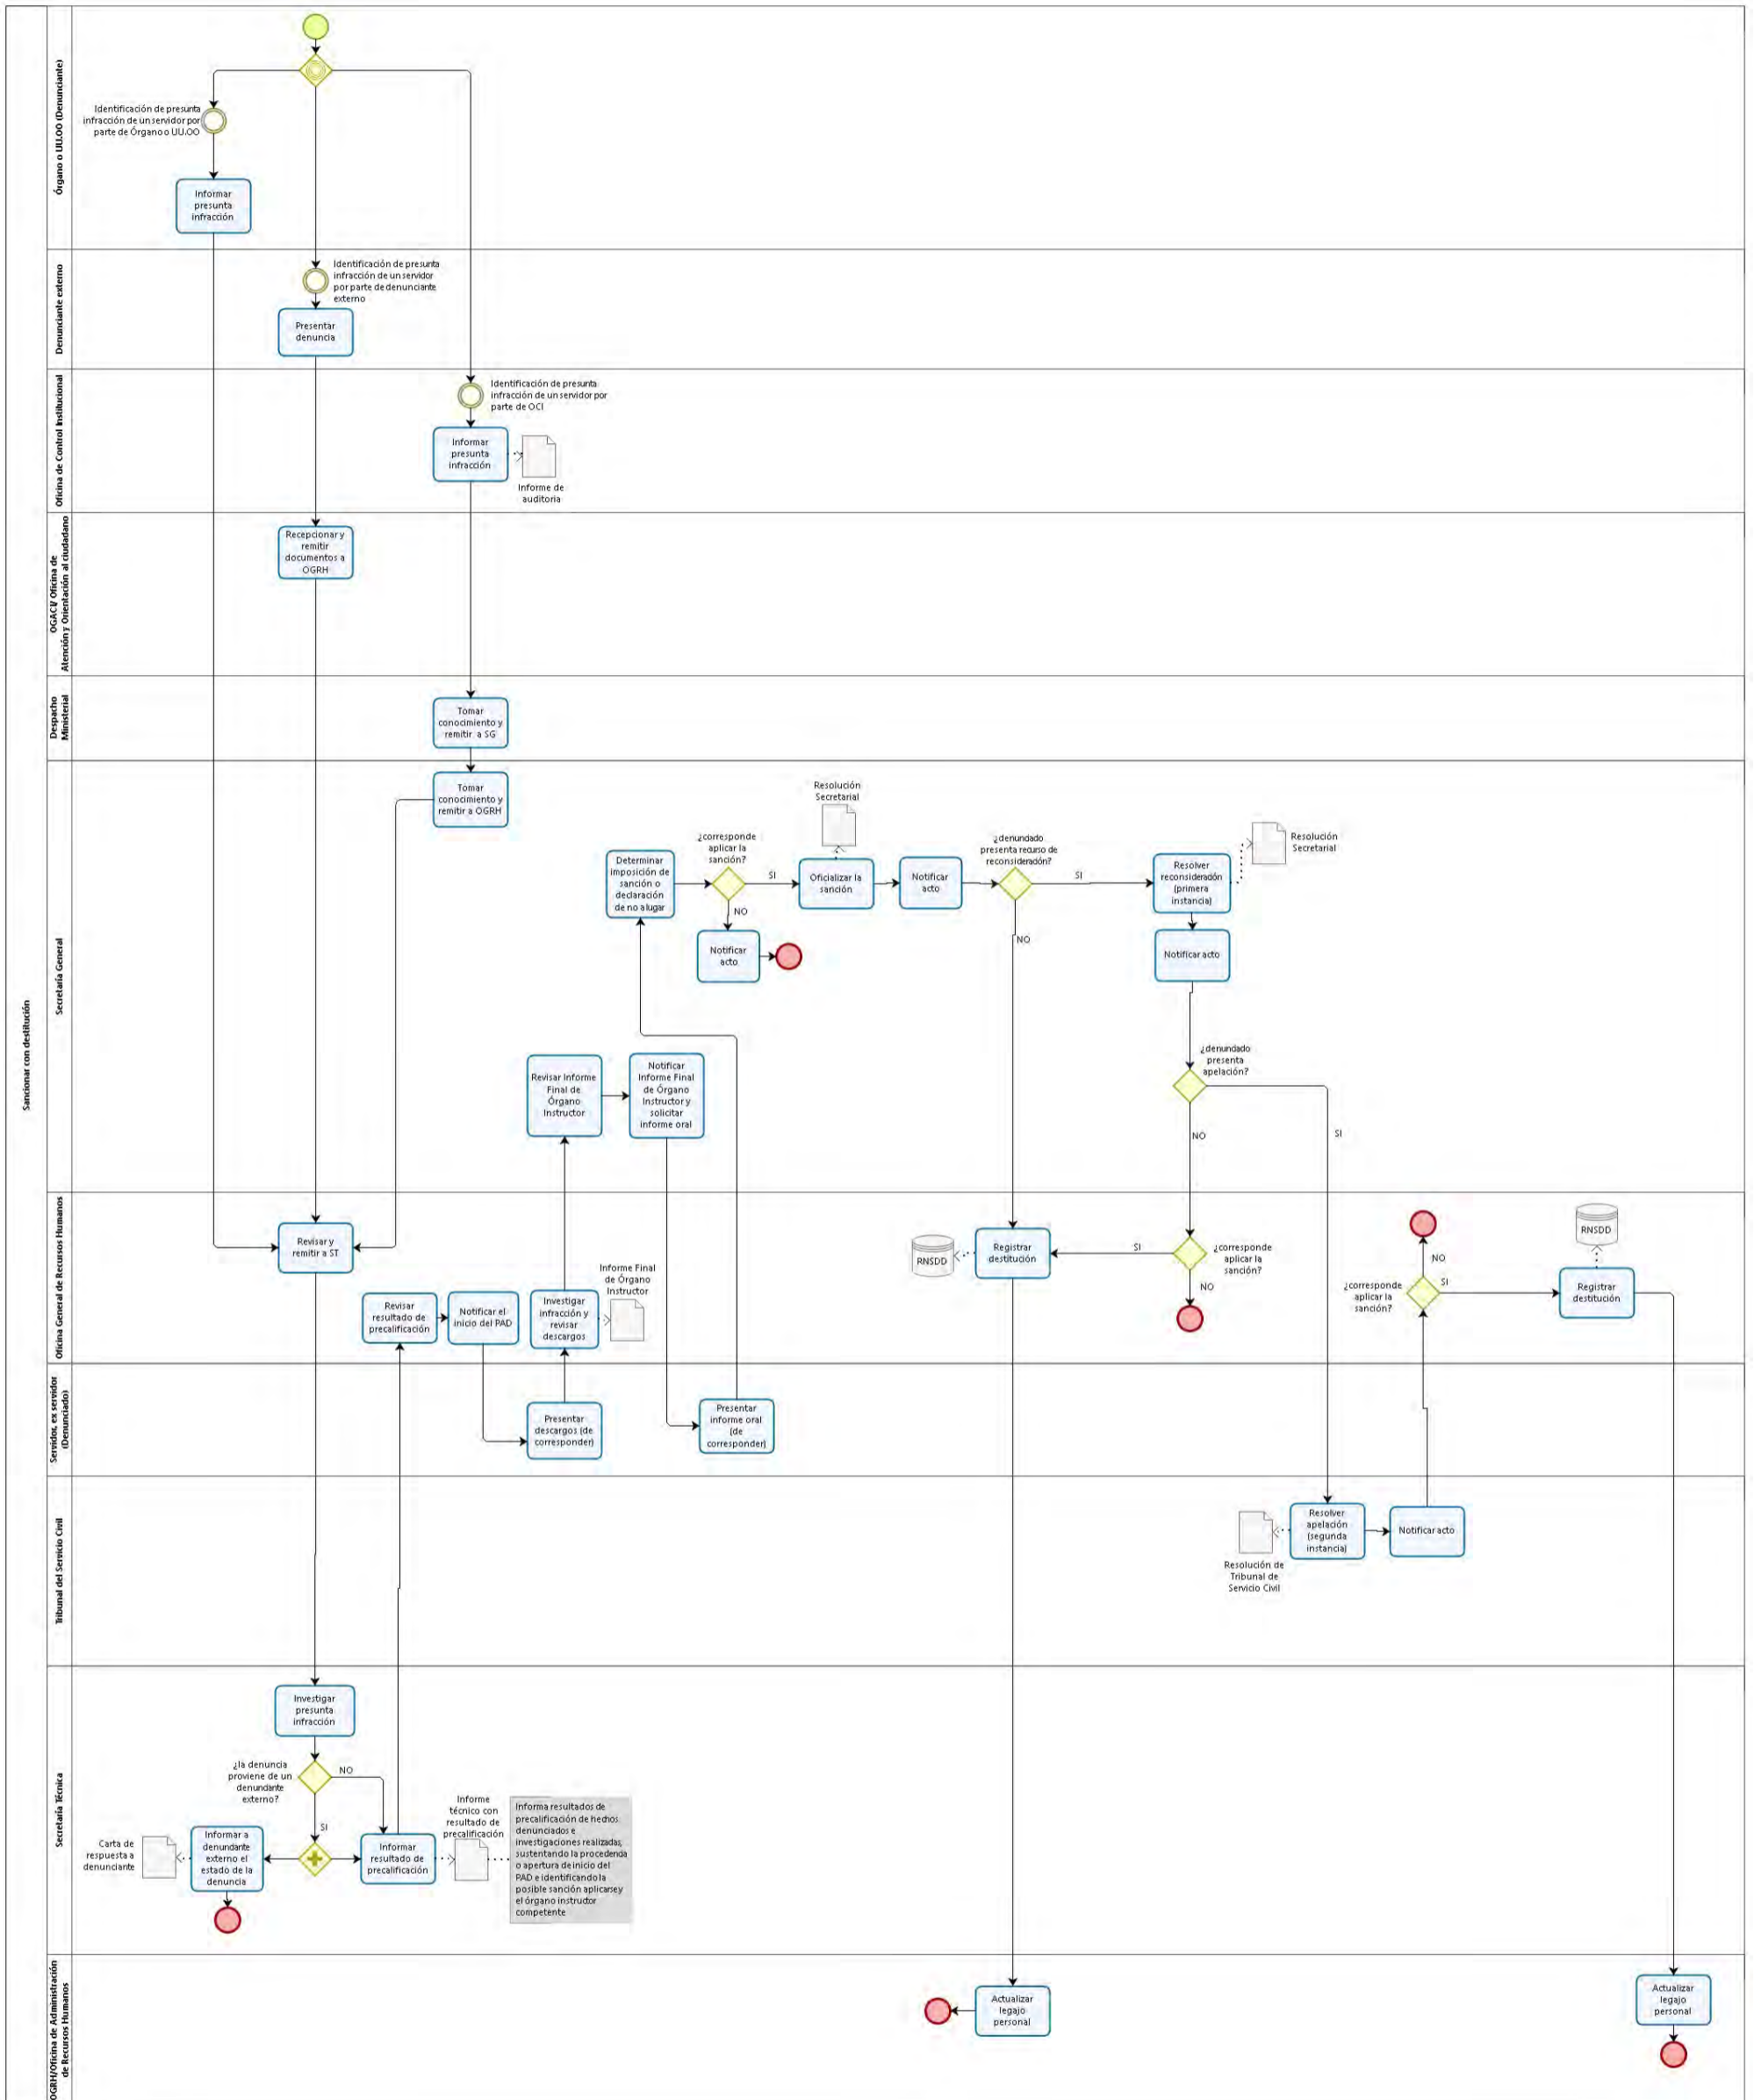 Sancionar con destitución
Órgano o UU.OO (Denunciante)
Identificación de presunta
infracción de un servidor por
parte de Órgano o UU.OO
Informar
presunta
infracción
Denunciante externo
Identificación de presunta
infracción de un servidor
por parte de denunciante
externo
Presentar
denuncia
Oficina de Control Institucional
Identificación de presunta
infracción de un servidor por
parte de OCI
Informar
presunta
infracción
Informe de
auditoria
OGACI/ Oficina de
Atención y Orientación al ciudadano
Recepcionar y
remitir
documentos a
OGRH
Despacho
Ministerial
Tomar
conocimiento y
remitir a SG
Secretaría General
Tomar
conocimiento y
remitir a OGRH
Determinar
imposición de
sanción o
declaración
de no a lugar
¿corresponde
aplicar la
sanción?
SI
NO
Notificar
acto
Resolución
Secretarial
Oficializar la
sanción
Notificar
acto
¿denundado
presenta recurso de
reconsideración?
SI
NO
Resolver
reconsideración
(primera
instancia)
Resolución
Secretarial
Notificar acto
¿denundado
presenta
apelación?
NO
SI
Revisar Informe
Final de
Órgano
Instructor
Notificar
Informe Final
de Órgano
Instructor y
solicitar
informe oral
Oficina General de Recursos Humanos
Revisar y
remitir a ST
Revisar
resultado de
precalificación
Notificar el
inicio del PAD
Investigar
infracción y
revisar
descargos
Informe Final
de Órgano
Instructor
RNSDD
Registrar
destitución
SI
¿corresponde
aplicar la
sanción?
NO
¿corresponde
aplicar la
sanción?
NO
SI
RNSDD
Registrar
destitución
Servidor, ex servidor
(Denunciado)
Presentar
descargos (de
corresponder)
Presentar
informe oral
(de
corresponder)
Tribunal del Servicio Civil
Resolver
apelación
(segunda
instancia)
Notificar acto
Resolución de
Tribunal de
Servicio Civil
Secretaría Técnica
Investigar
presunta
infracción
¿la denuncia
proviene de un
denundante
externo?
NO
SI
Carta de
respuesta a
denunciante
Informar a
denundante
externo el
estado de la
denuncia
Informar
resultado de
precalificación
Informe
técnico con
resultado de
precalificación
Informa resultados de
precalificación de hechos
denunciados e
investigaciones realizadas,
sustentando la procedencia
o apertura de inicio del
PAD e identificando la
posible sanción aplicarse y
el órgano instructor
competente
OGRH/Oficina de Administración
de Recursos Humanos
Actualizar
legajo
personal
Actualizar
legajo
personal